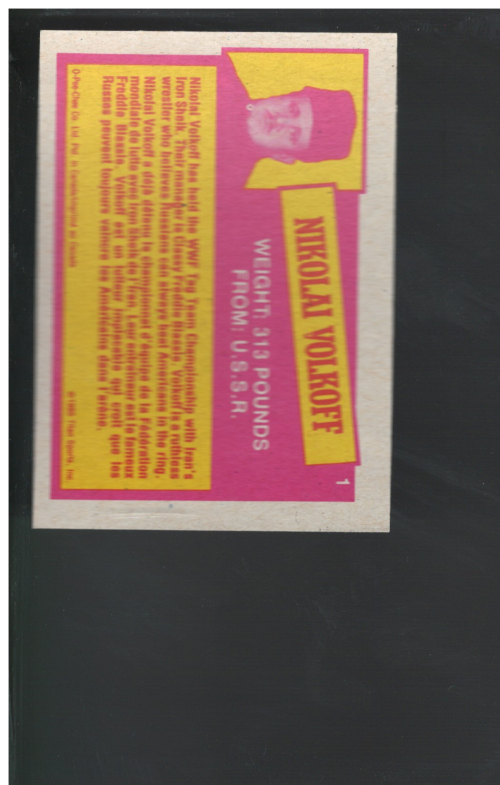 1
NIKOLAI VOLKOFF
WEIGHT: 313 POUNDS
FROM: U.S.S.R.
Nikolai Volkoff has held the WWF Tag Team Championship with Iran's
Iron Sheik. Their manager is Classy Freddie Blassie. Volkoff is a ruthless
wrestler who believes Russians can always beat Americans in the ring.
Nikolai Volkoff a déjà détenu le championnat d'équipe de la Fédération
mondiale de lutte avec Iron Sheik de l'Iran. Leur entraîneur est le fameux
Freddie Blassie. Volkoff est un lutteur implacable qui croit que les
Russes peuvent toujours vaincre les Américains dans l'arène.
O-Pee-Chee Co. Ltd. Ptd. in Canada/Imprimé au Canada
© 1985 Titan Sports, Inc.